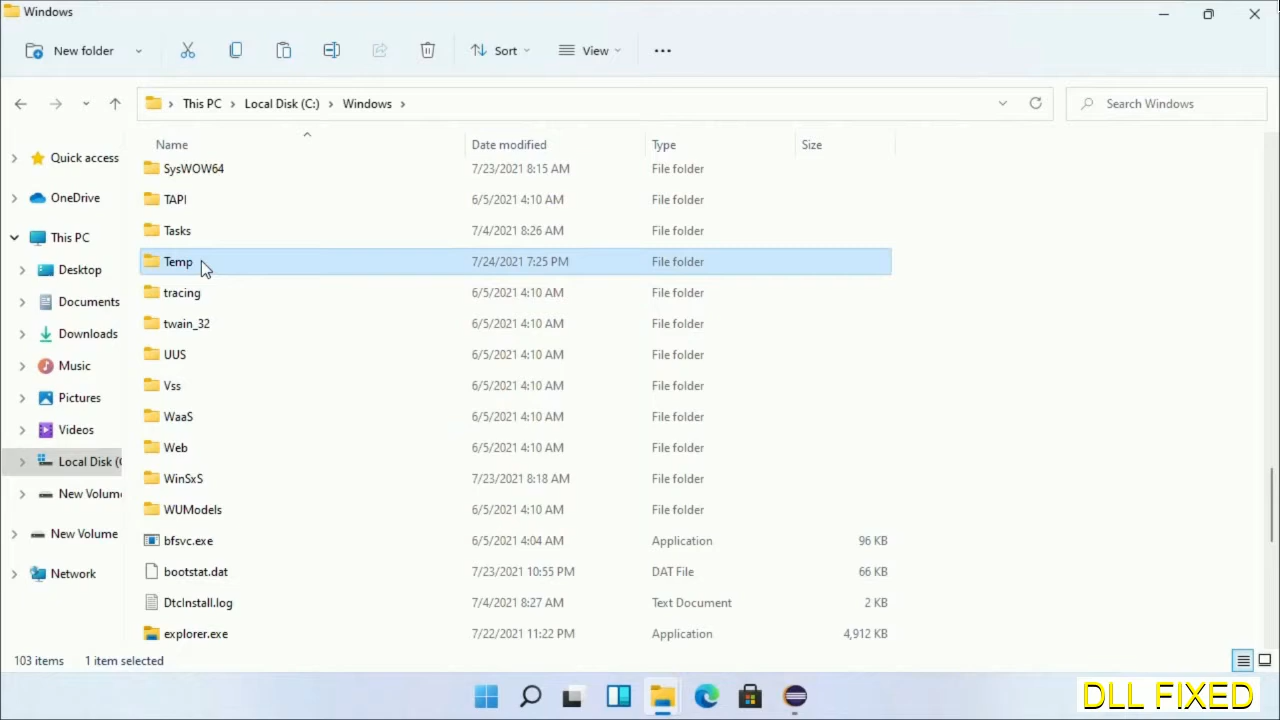 Windows
New folder Sort View
This PC Local Disk (C:) Windows Search Windows
Name Date modified Type Size
Quick access
OneDrive
This PC
Desktop
Documents
Downloads
Music
Pictures
Videos
Local Disk (C
New Volum
New Volume
Network
SysWOW64 7/23/2021 8:15 AM File folder
TAPI 6/5/2021 4:10 AM File folder
Tasks 7/4/2021 8:26 AM File folder
Temp 7/24/2021 7:25 PM File folder
tracing 6/5/2021 4:10 AM File folder
twain_32 6/5/2021 4:10 AM File folder
UUS 6/5/2021 4:10 AM File folder
Vss 6/5/2021 4:10 AM File folder
WaaS 6/5/2021 4:10 AM File folder
Web 6/5/2021 4:10 AM File folder
WinSxS 7/23/2021 8:18 AM File folder
WUModels 6/5/2021 4:10 AM File folder
bfsvc.exe 6/5/2021 4:04 AM Application 96 KB
bootstat.dat 7/23/2021 10:55 PM DAT File 66 KB
DtcInstall.log 7/4/2021 8:27 AM Text Document 2 KB
explorer.exe 7/22/2021 11:22 PM Application 4,912 KB
103 items 1 item selected
DLL FIXED